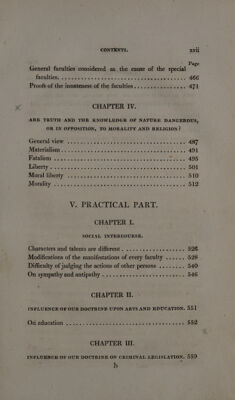 CONTENTS. xvii
Page
General faculties considered as the cause of the special
faculties. .................................... 466
Proofs of the innateness of the faculties............... 471
CHAPTER IV.
ARE TRUTH AND THE KNOWLEDGE OF NATURE DANGEROUS,
OR IN OPPOSITION, TO MORALITY AND RELIGION?
General view .................................. 487
Materialism.................................... 491
Fatalism ...................................... 495
Liberty........................................ 501
Moral liberty .................................. 510
Morality ...................................... 512
V. PRACTICAL PART.
CHAPTER I.
SOCIAL INTERCOURSE.
Characters and talents are different................... 526
Modifications of the manifestations of every faculty ...... 528
Difficulty of judging the actions of other persons ........ 540
On sympathy and antipathy......................... 546
CHAPTER II.
INFLUENCE OF OUR DOCTRINE UPON ARTS AND EDUCATION. 551
On education .................................. 552
CHAPTER III.
INFLUENCE OF OUR DOCTRINE ON CRIMINAL LEGISLATION. 559
b